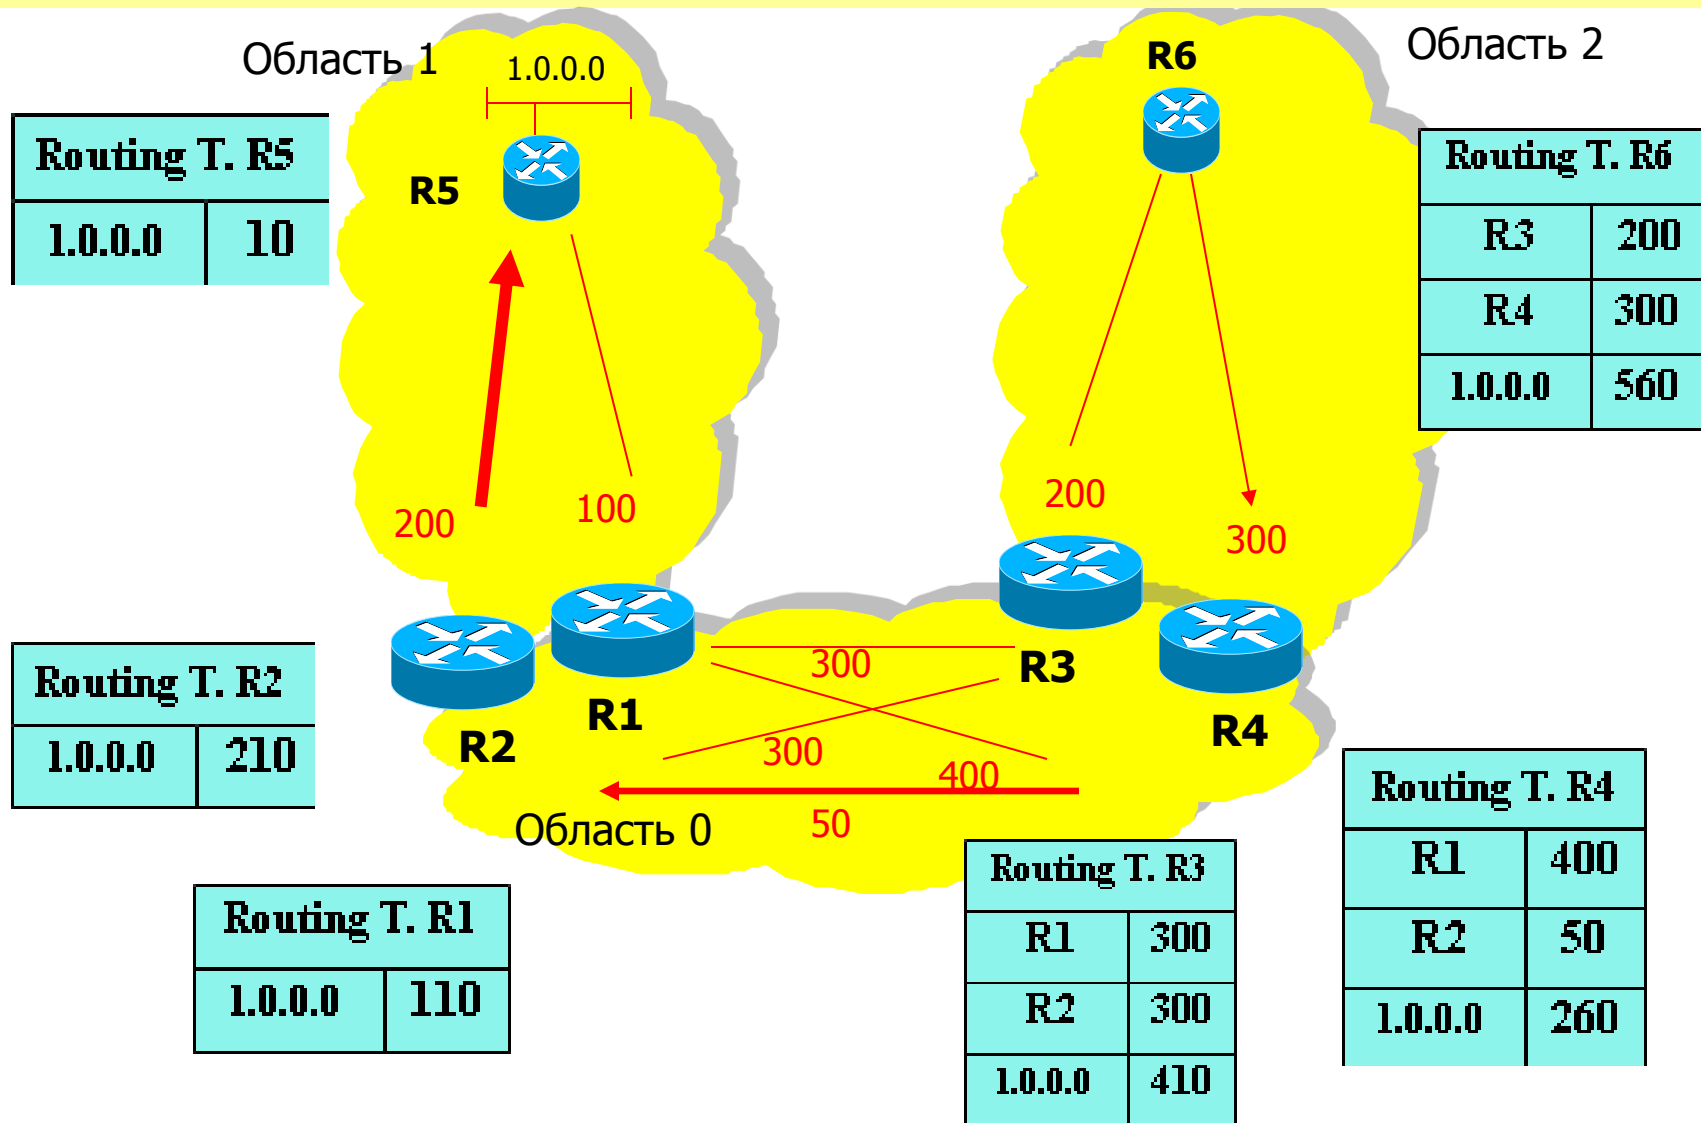 Область 1
1.0.0.0
R6
Область 2
Routing T. R5
1.0.0.0 10
R5
Routing T. R6
R3 200
R4 300
1.0.0.0 560
200
100
200
300
Routing T. R2
1.0.0.0 210
R2
R1
300
R3
R4
300
400
50
Область 0
Routing T. R4
R1 400
R2 50
1.0.0.0 260
Routing T. R1
1.0.0.0 110
Routing T. R3
R1 300
R2 300
1.0.0.0 410